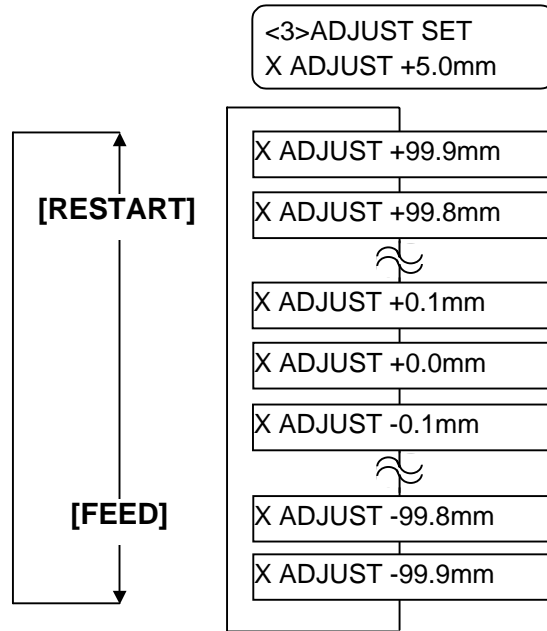 <3>ADJUST SET
X ADJUST +5.0mm
X ADJUST +99.9mm
[RESTART]
X ADJUST +99.8mm
X ADJUST +0.1mm
X ADJUST +0.0mm
X ADJUST -0.1mm
[FEED]
X ADJUST -99.8mm
X ADJUST -99.9mm